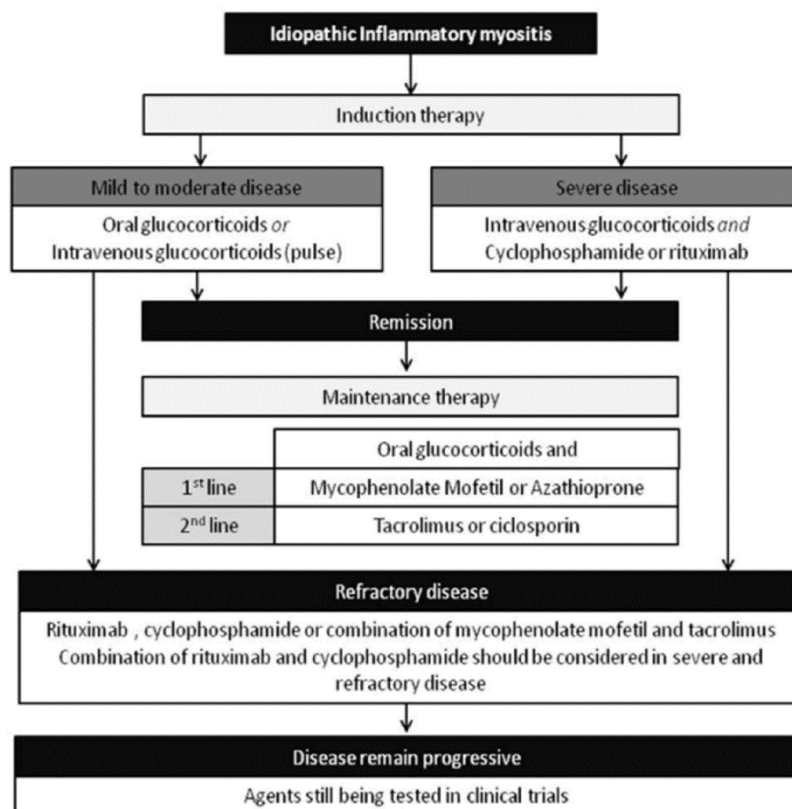 Idiopathic Inflammatory myositis
Induction therapy
Mild to moderate disease
Oral glucocorticoids or
Intravenous glucocorticoids (pulse)
Severe disease
Intravenous glucocorticoids and
Cyclophosphamide or rituximab
Remission
Maintenance therapy
Oral glucocorticoids and
1st line
Mycophenolate Mofetil or Azathioprone
2nd line
Tacrolimus or ciclosporin
Refractory disease
Rituximab , cyclophosphamide or combination of mycophenolate mofetil and tacrolimus
Combination of rituximab and cyclophosphamide should be considered in severe and
refractory disease
Disease remain progressive
Agents still being tested in clinical trials